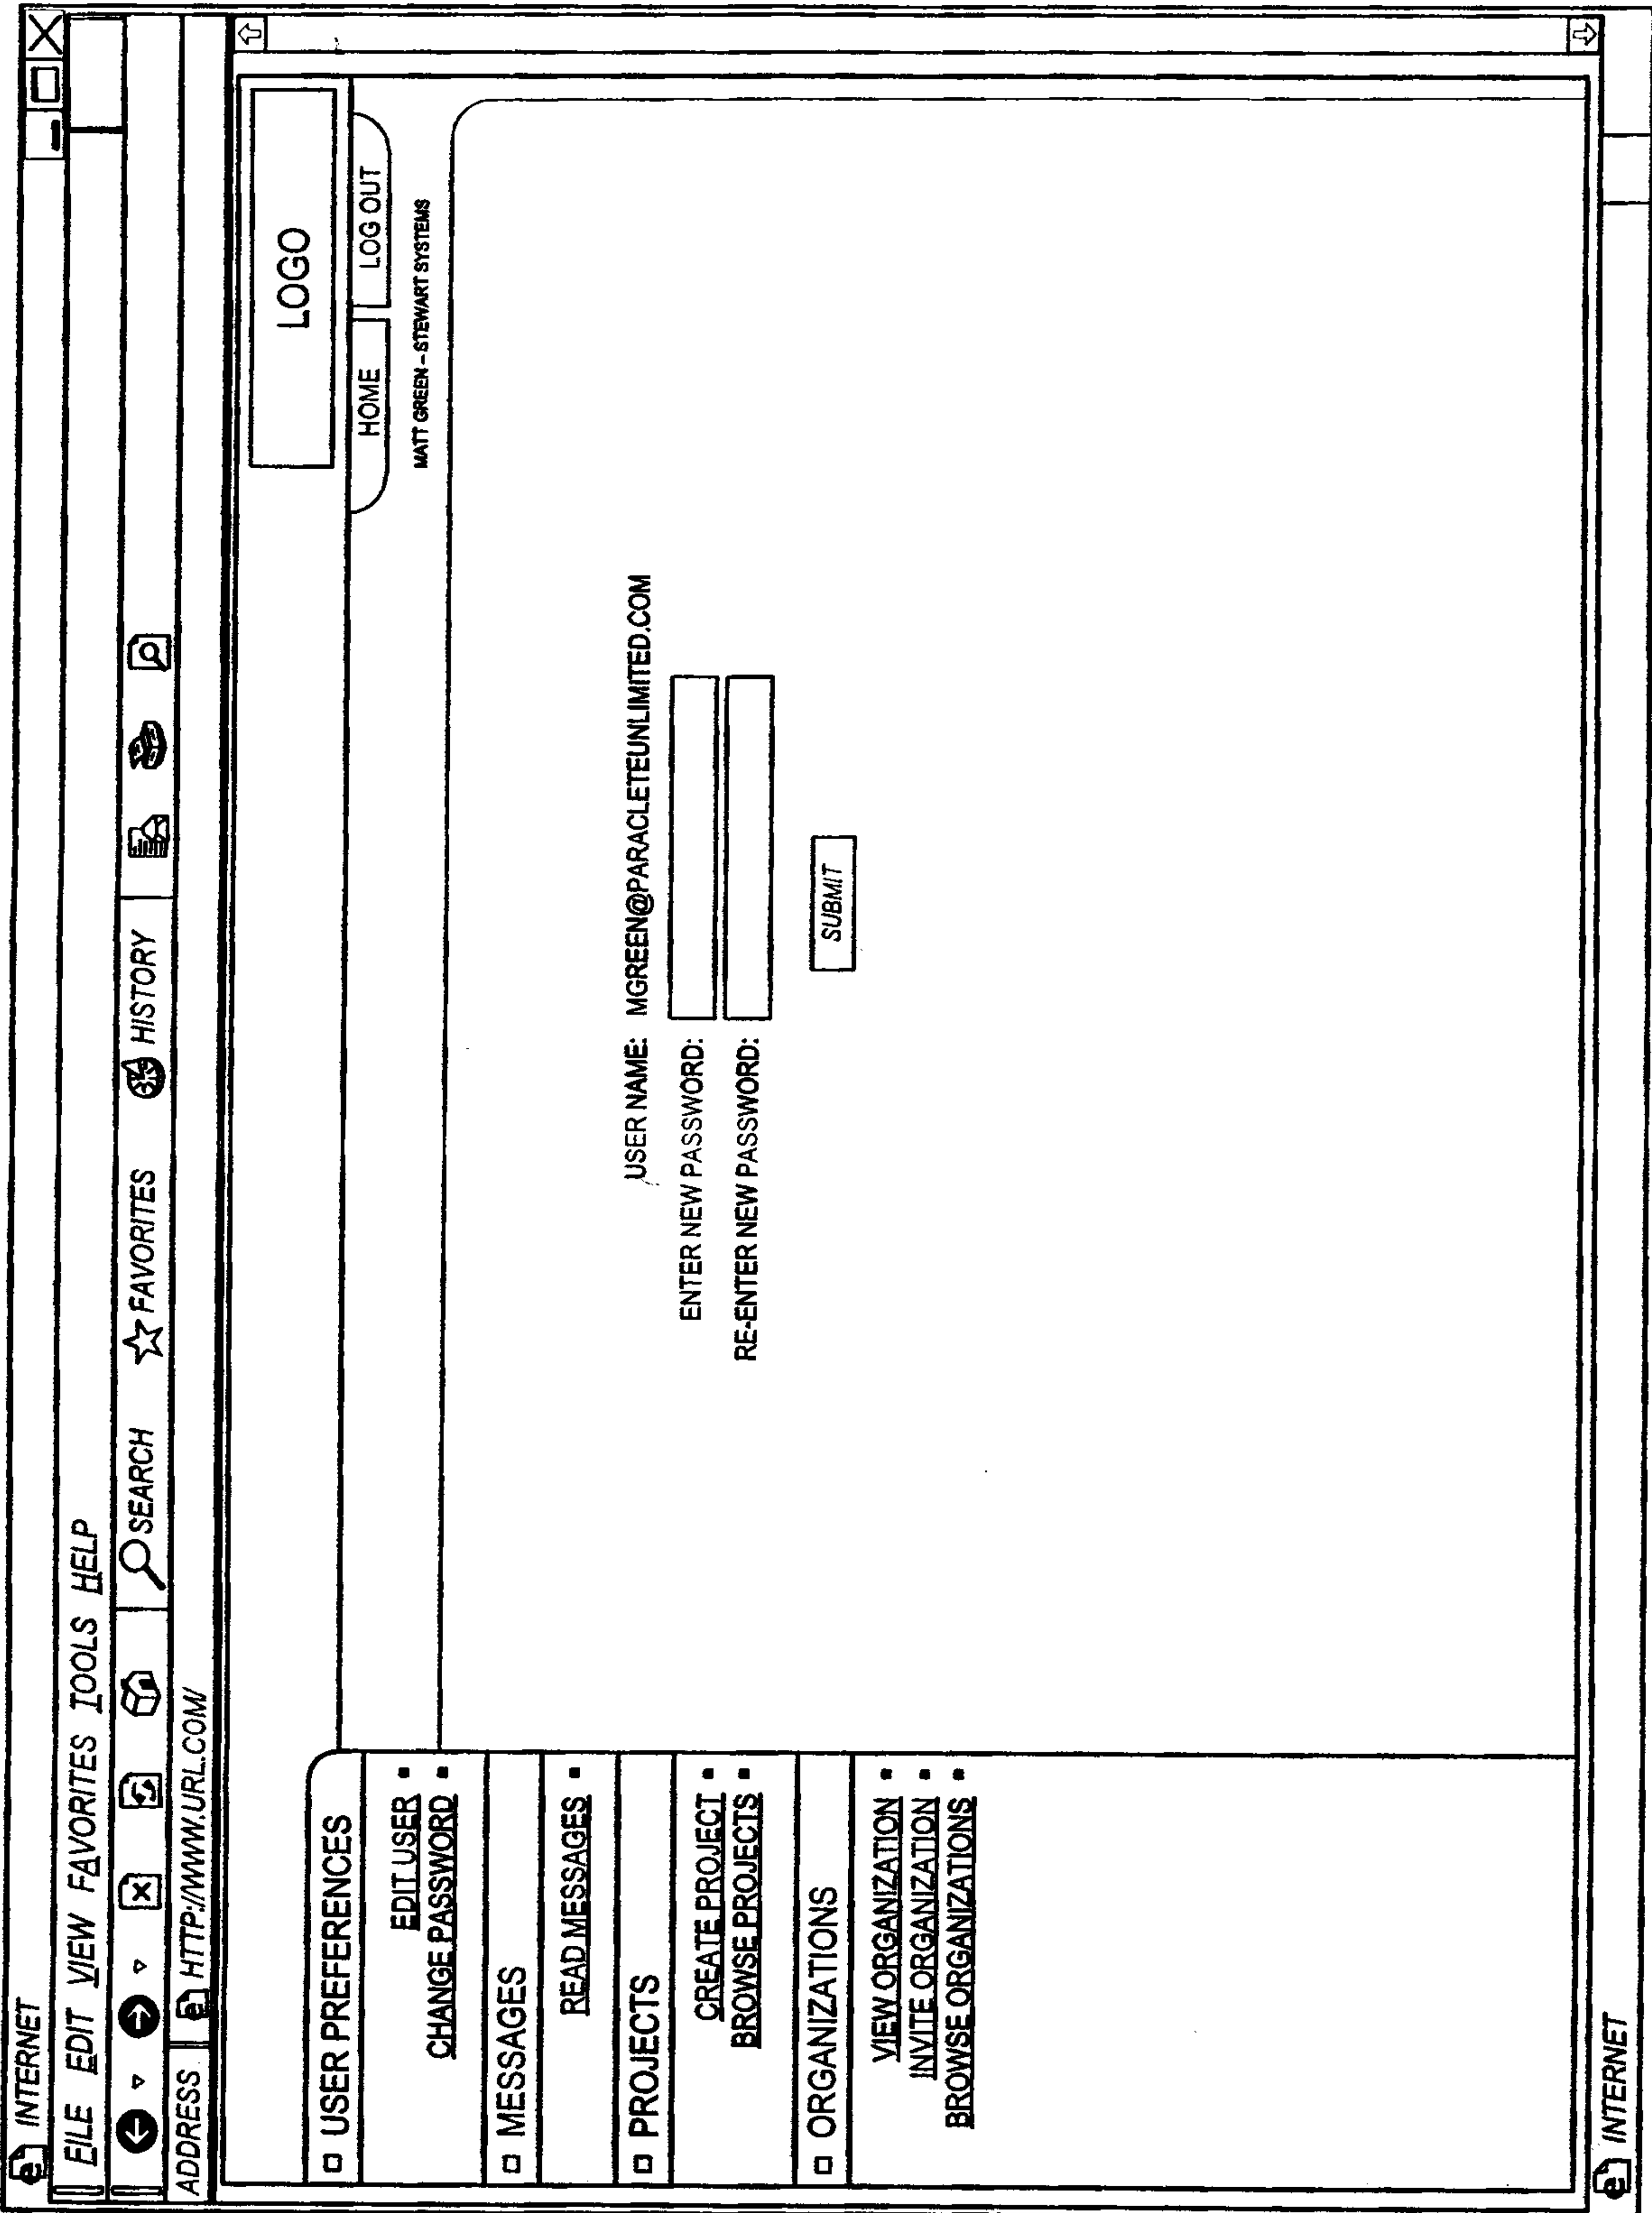 INTERNET
FILE EDIT VIEW FAVORITES TOOLS HELP
SEARCH FAVORITES HISTORY
ADDRESS HTTP://WWW.URL.COM/
LOGO
HOME LOG OUT
MATT GREEN – STEWART SYSTEMS
USER PREFERENCES
EDIT USER
CHANGE PASSWORD
MESSAGES
READ MESSAGES
PROJECTS
CREATE PROJECT
BROWSE PROJECTS
ORGANIZATIONS
VIEW ORGANIZATION
INVITE ORGANIZATION
BROWSE ORGANIZATIONS
USER NAME: MGREEN@PARACLETEUNLIMITED.COM
ENTER NEW PASSWORD:
RE-ENTER NEW PASSWORD:
SUBMIT
INTERNET